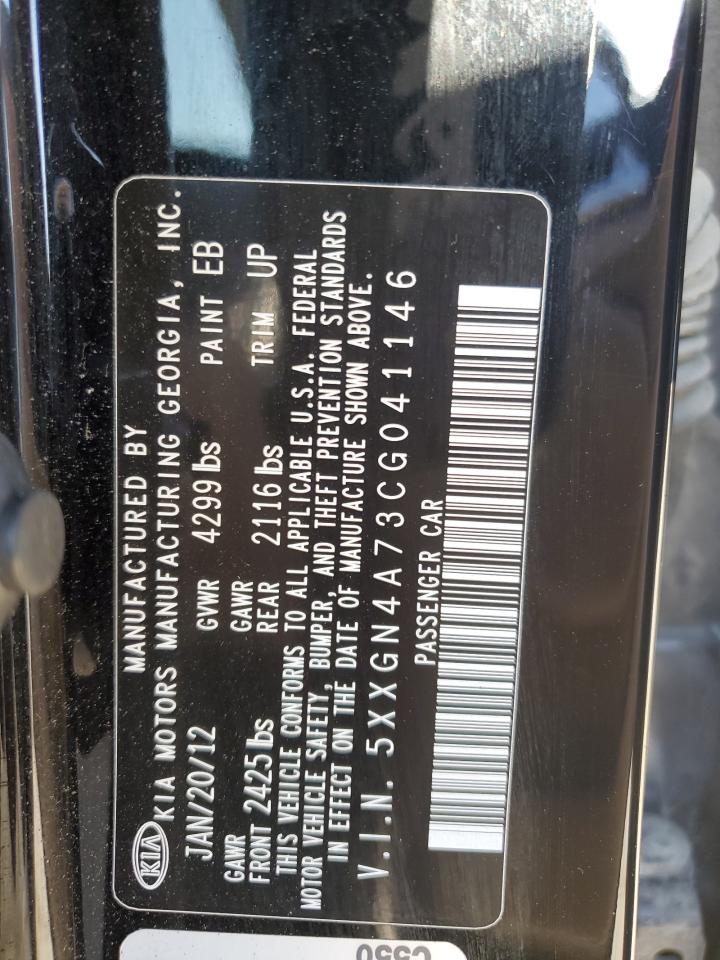 MANUFACTURED BY
KIA KIA MOTORS MANUFACTURING GEORGIA, INC.
JAN/20/12 GVWR 4299 lbs PAINT EB
GAWR FRONT 2425 lbs GAWR REAR 2116 lbs TRIM UP
THIS VEHICLE CONFORMS TO ALL APPLICABLE U.S.A. FEDERAL
MOTOR VEHICLE SAFETY, BUMPER, AND THEFT PREVENTION STANDARDS
IN EFFECT ON THE DATE OF MANUFACTURE SHOWN ABOVE.
V.I.N. 5XXGN4A73CG041146
PASSENGER CAR
C550